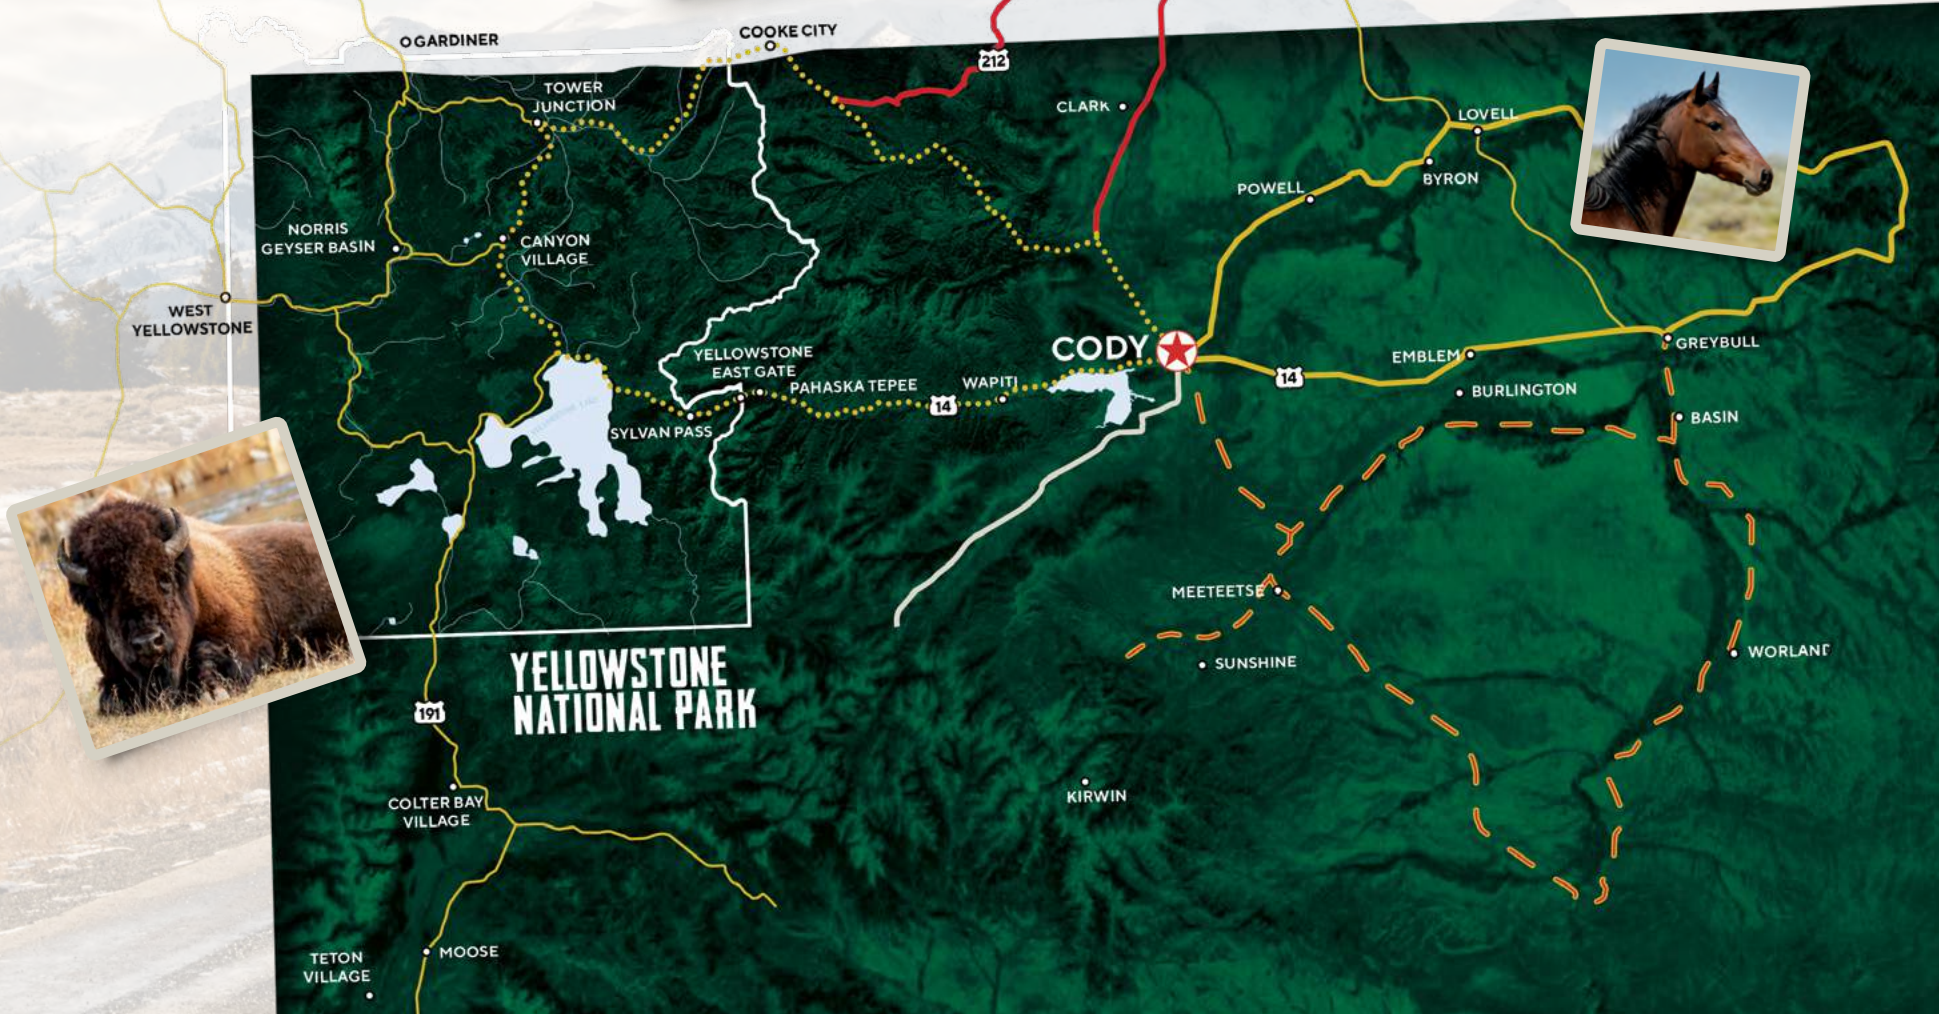 COOKE CITY
GARDINER
212
TOWER
JUNCTION
CLARK
LOVELL
BYRON
POWELL
NORRIS
GEYSER BASIN
CANYON
VILLAGE
WEST
YELLOWSTONE
CODY
YELLOWSTONE
EAST GATE
PAHASKA TEPEE
WAPITI
14
14
EMBLEM
GREYBULL
BURLINGTON
BASIN
SYLVAN PASS
YELLOWSTONE LAKE
MEETEETSE
SUNSHINE
WORLAND
YELLOWSTONE
NATIONAL PARK
191
COLTER BAY
VILLAGE
KIRWIN
MOOSE
TETON
VILLAGE